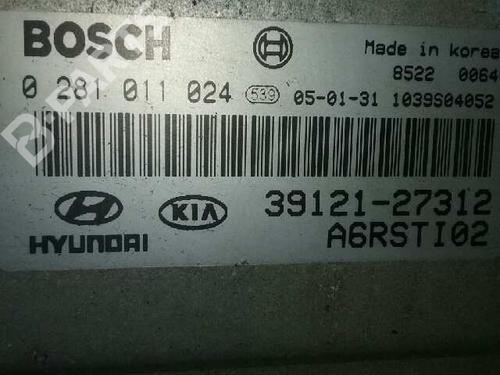 BOSCH
Made in korea
8522 0064
0 281 011 024 539 05-01-31 1039S04052
HYUNDAI
KIA
39121-27312
A6RSTI02